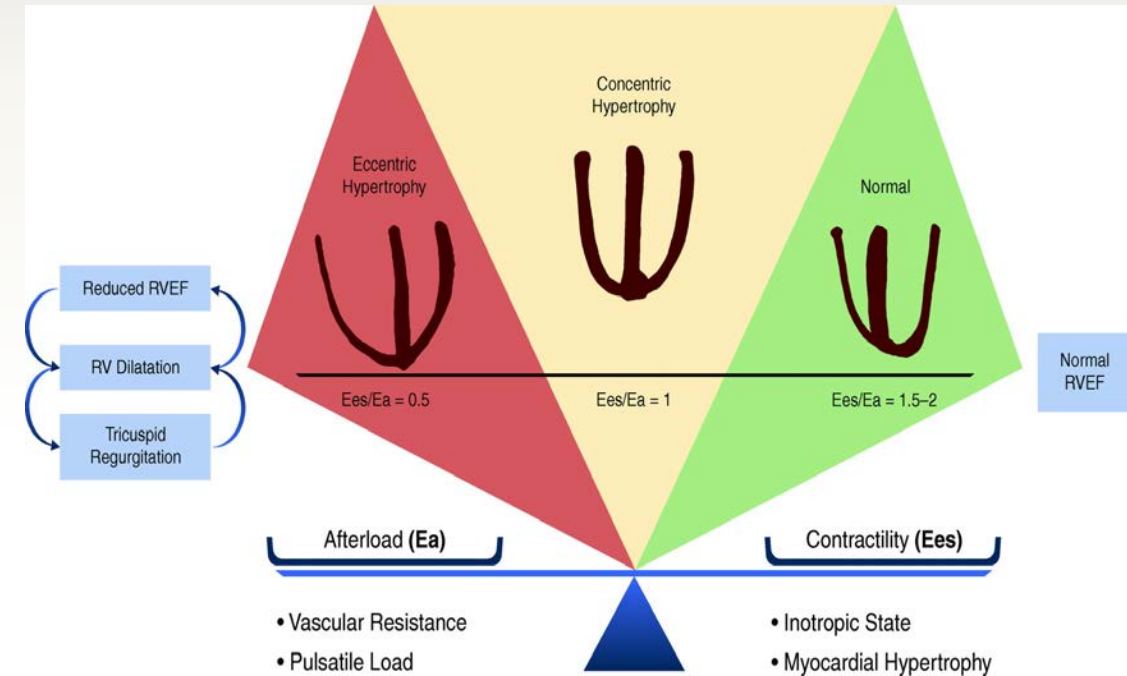 Concentric
Hypertrophy
Eccentric
Hypertrophy
Normal
Reduced RVEF
RV Dilatation
Tricuspid
Regurgitation
Normal
RVEF
Ees/Ea = 0.5
Ees/Ea = 1
Ees/Ea = 1.5–2
Afterload (Ea)
Contractility (Ees)
• Vascular Resistance
• Pulsatile Load
• Inotropic State
• Myocardial Hypertrophy